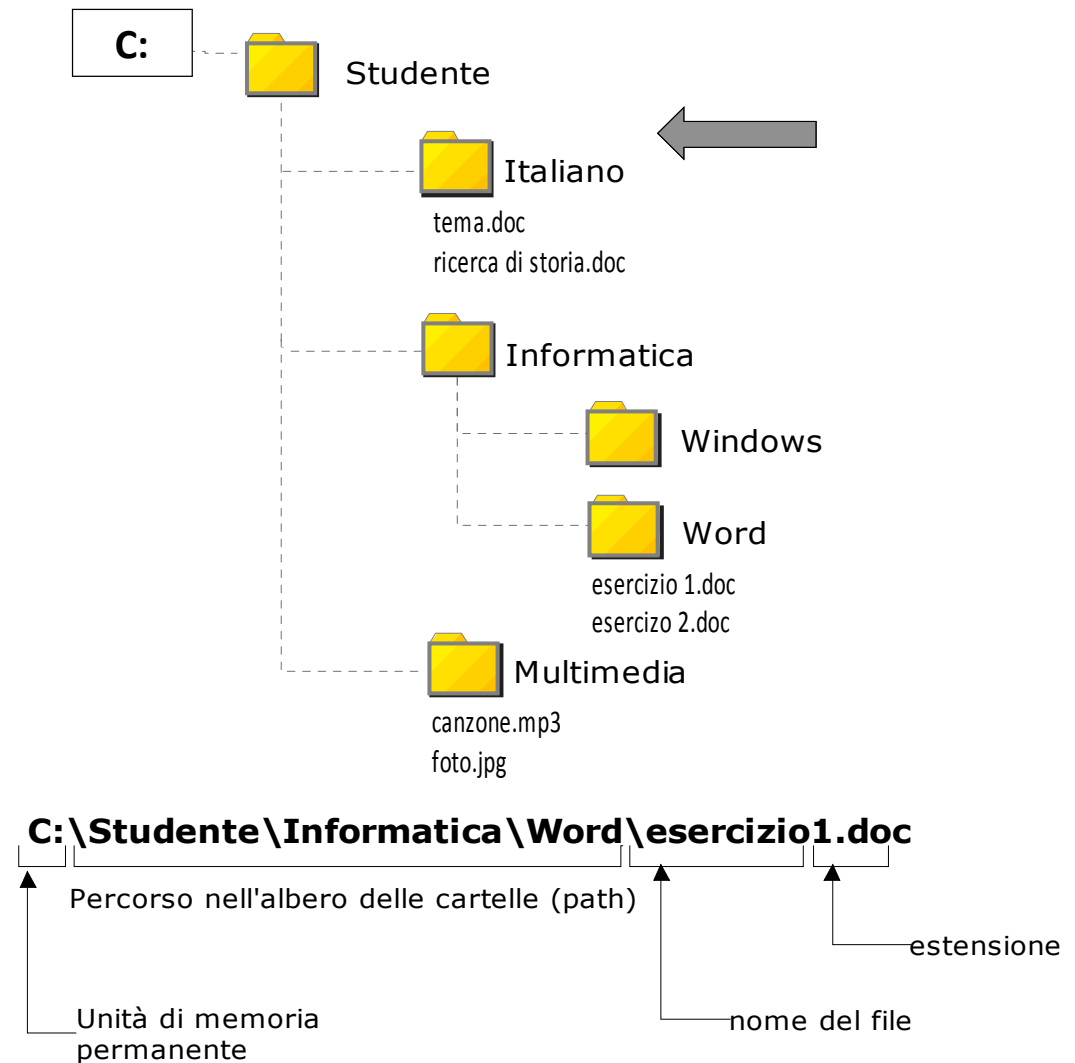 C:
Studente
Italiano
tema.doc
ricerca di storia.doc
Informatica
Windows
Word
esercizio 1.doc
esercizo 2.doc
Multimedia
canzone.mp3
foto.jpg
C:\Studente\Informatica\Word\esercizio1.doc
Percorso nell'albero delle cartelle (path)
estensione
Unità di memoria
permanente
nome del file